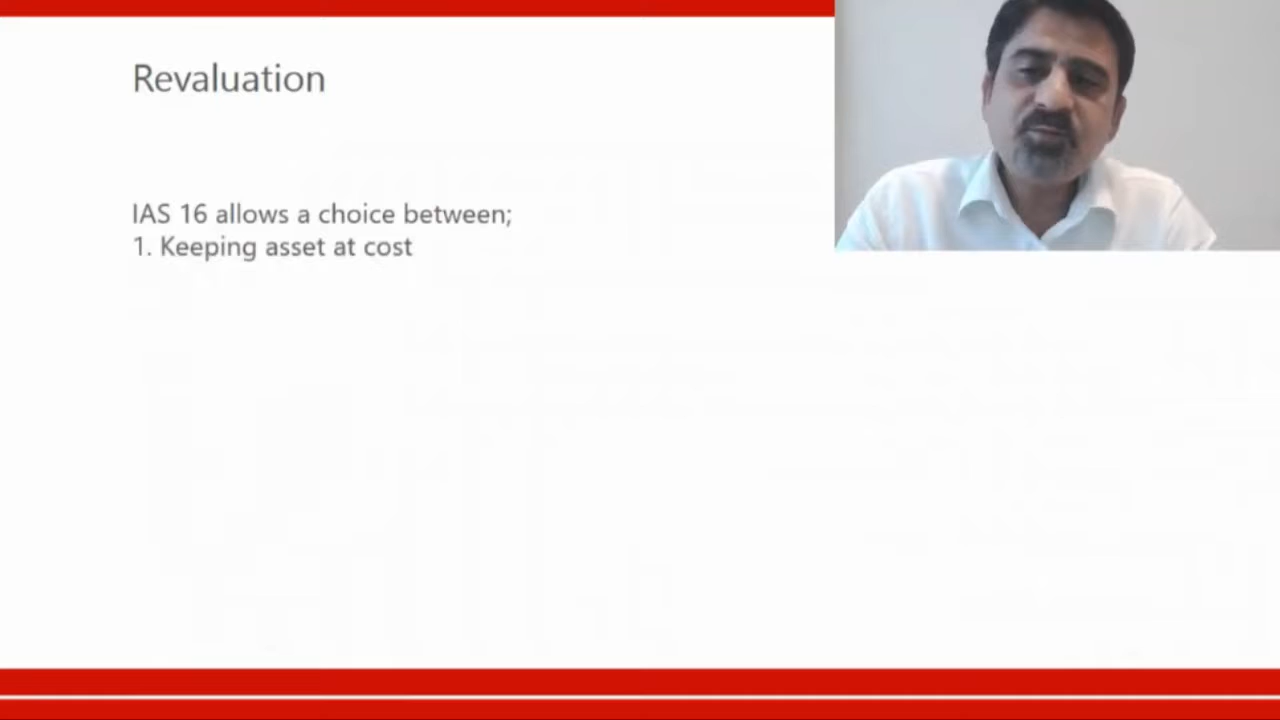 Revaluation
IAS 16 allows a choice between;
1. Keeping asset at cost